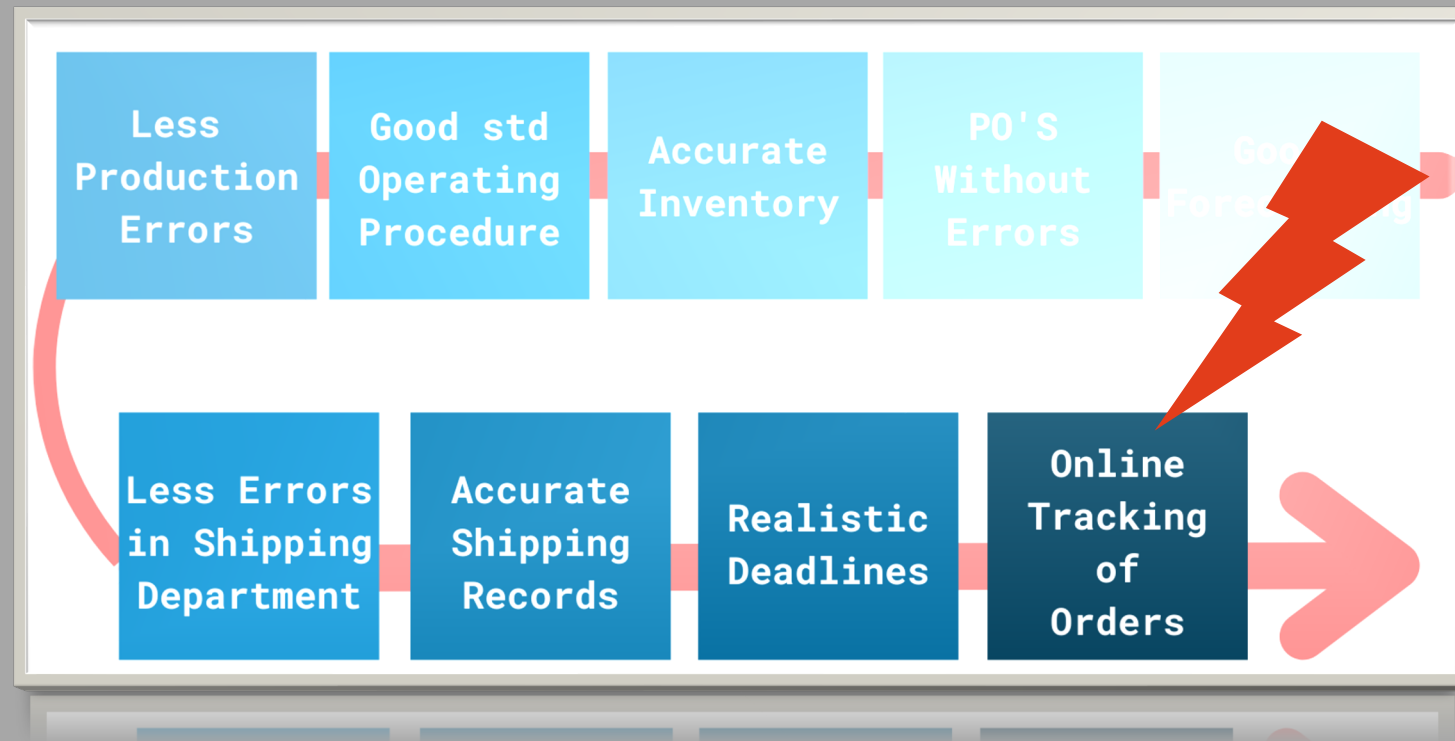 Less
Production
Errors
Good std
Operating
Procedure
Accurate
Inventory
PO'S
Without
Errors
Less Errors
in Shipping
Department
Accurate
Shipping
Records
Realistic
Deadlines
Online
Tracking
of
Orders